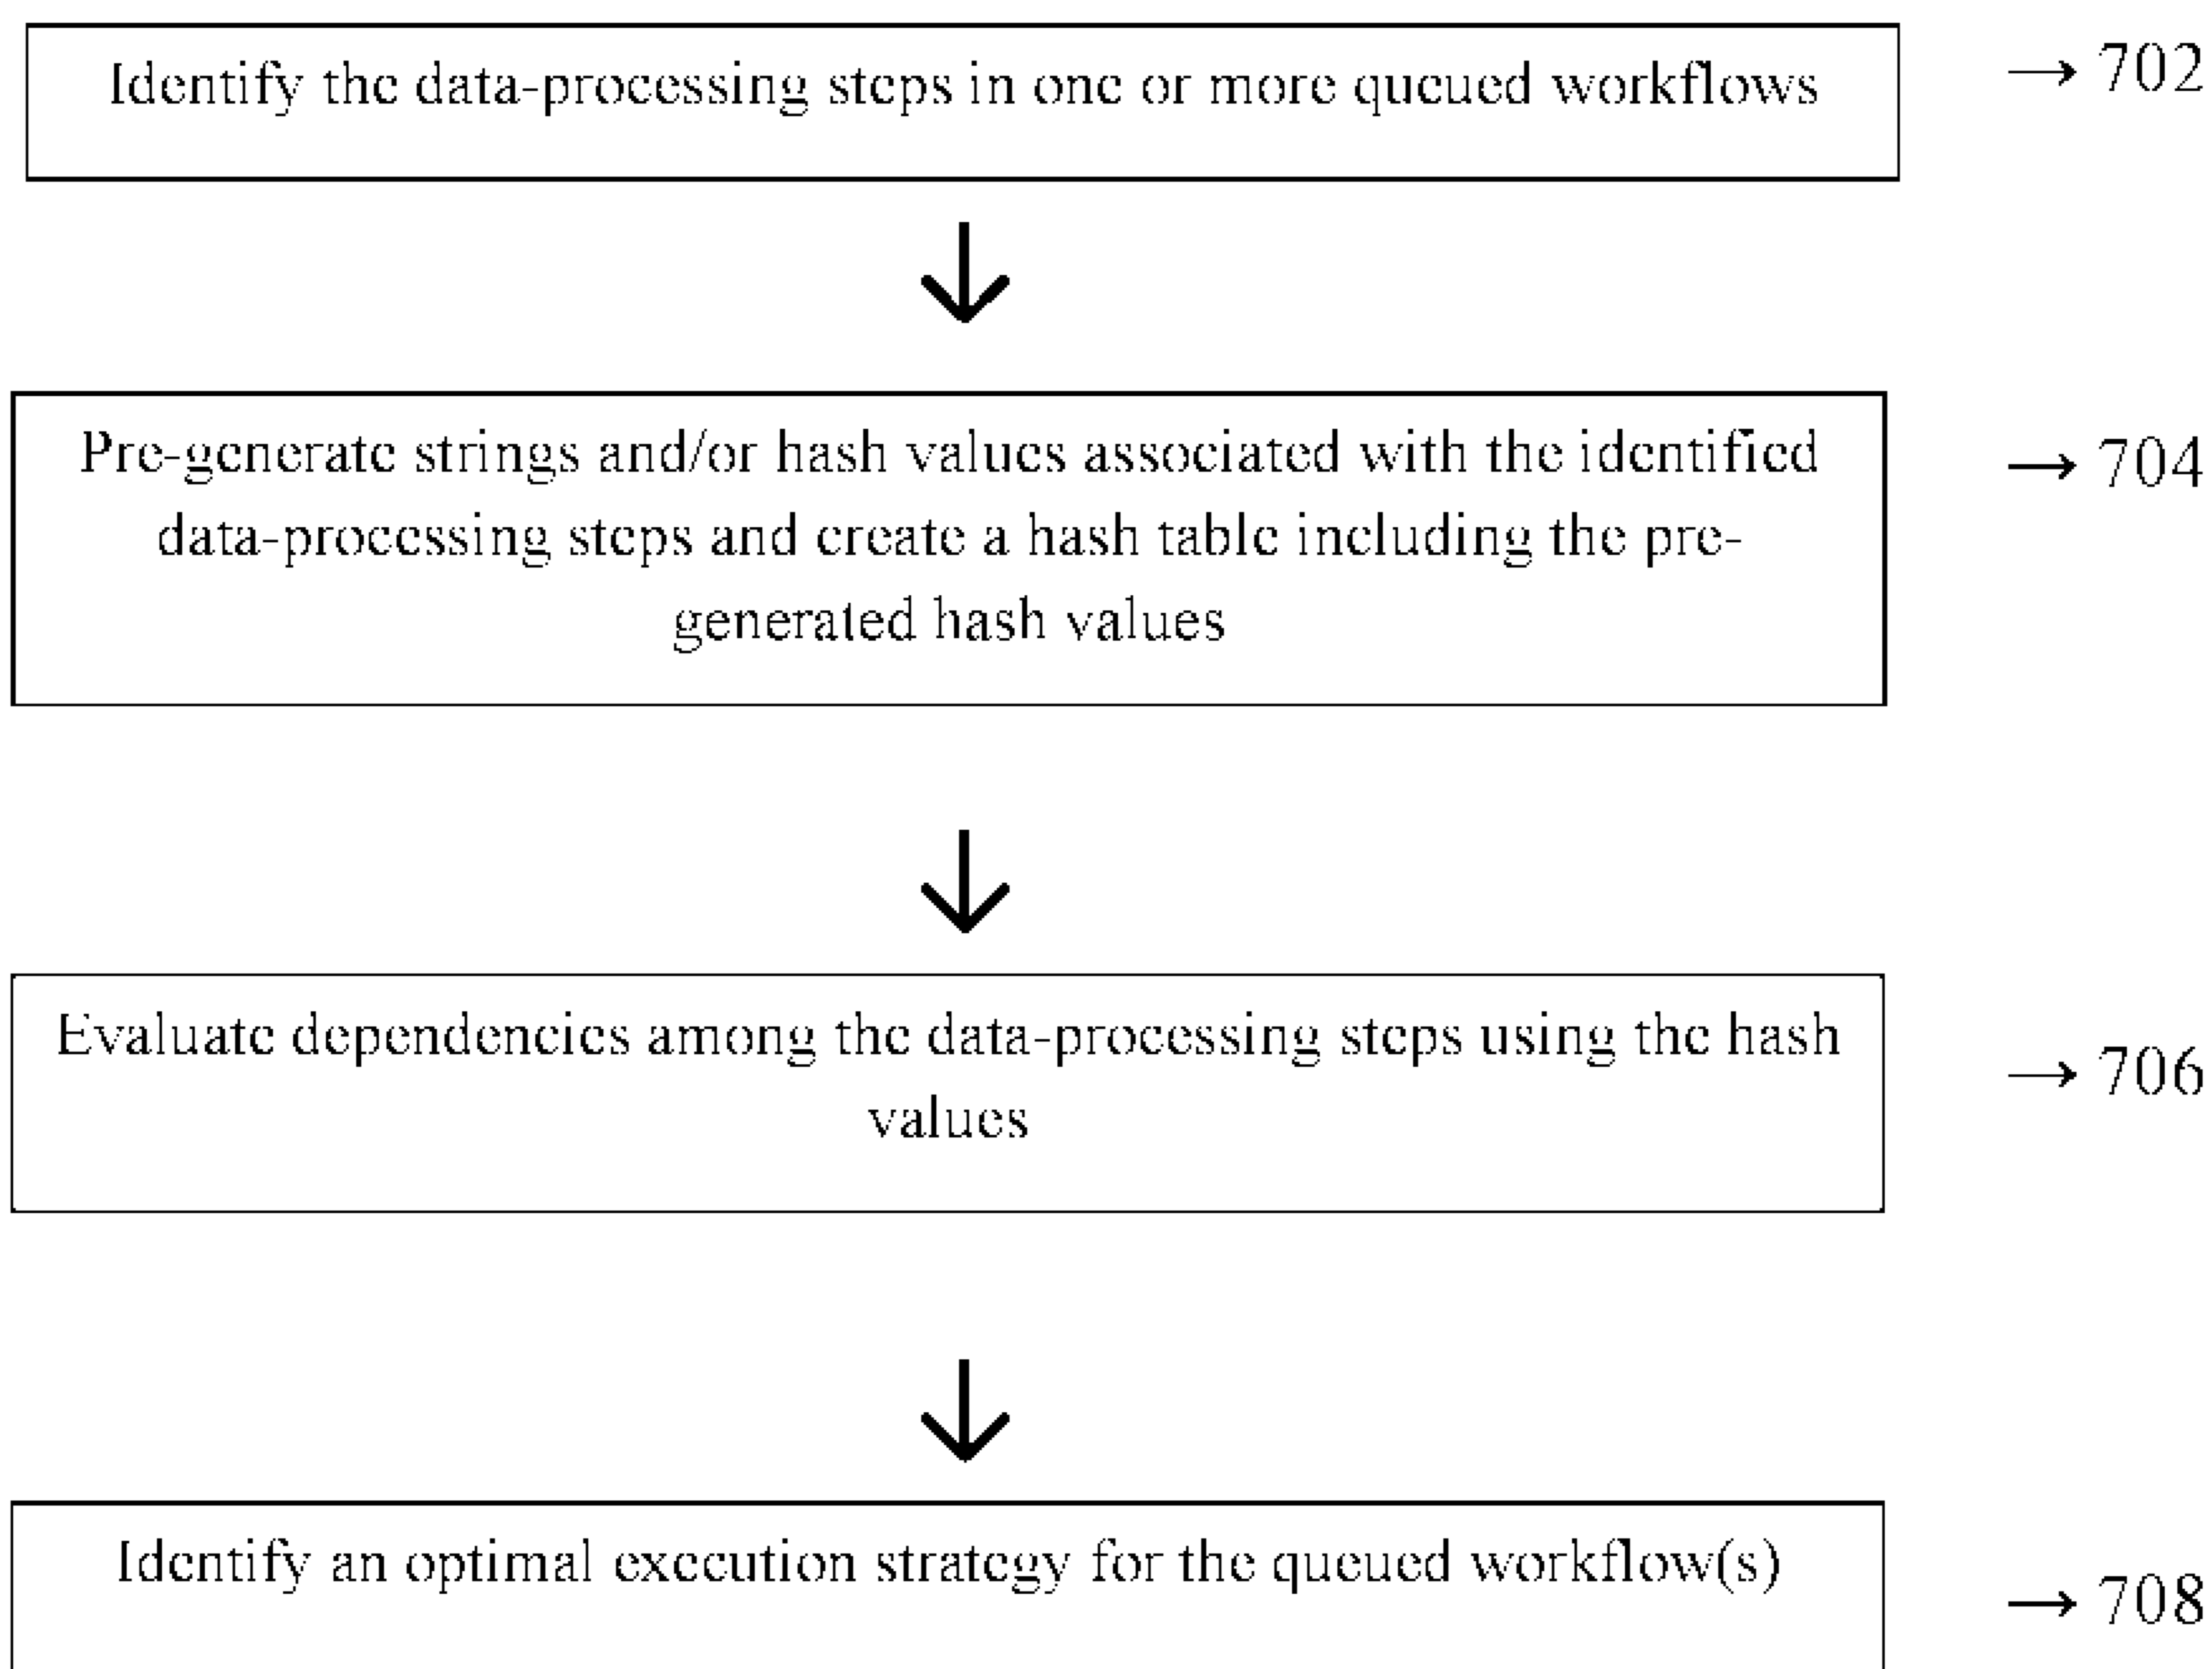 Identify the data-processing steps in one or more queued workflows
→ 702
Pre-generate strings and/or hash values associated with the identified
data-processing steps and create a hash table including the pre-
generated hash values
→ 704
Evaluate dependencies among the data-processing steps using the hash
values
→ 706
Identify an optimal execution strategy for the queued workflow(s)
→ 708